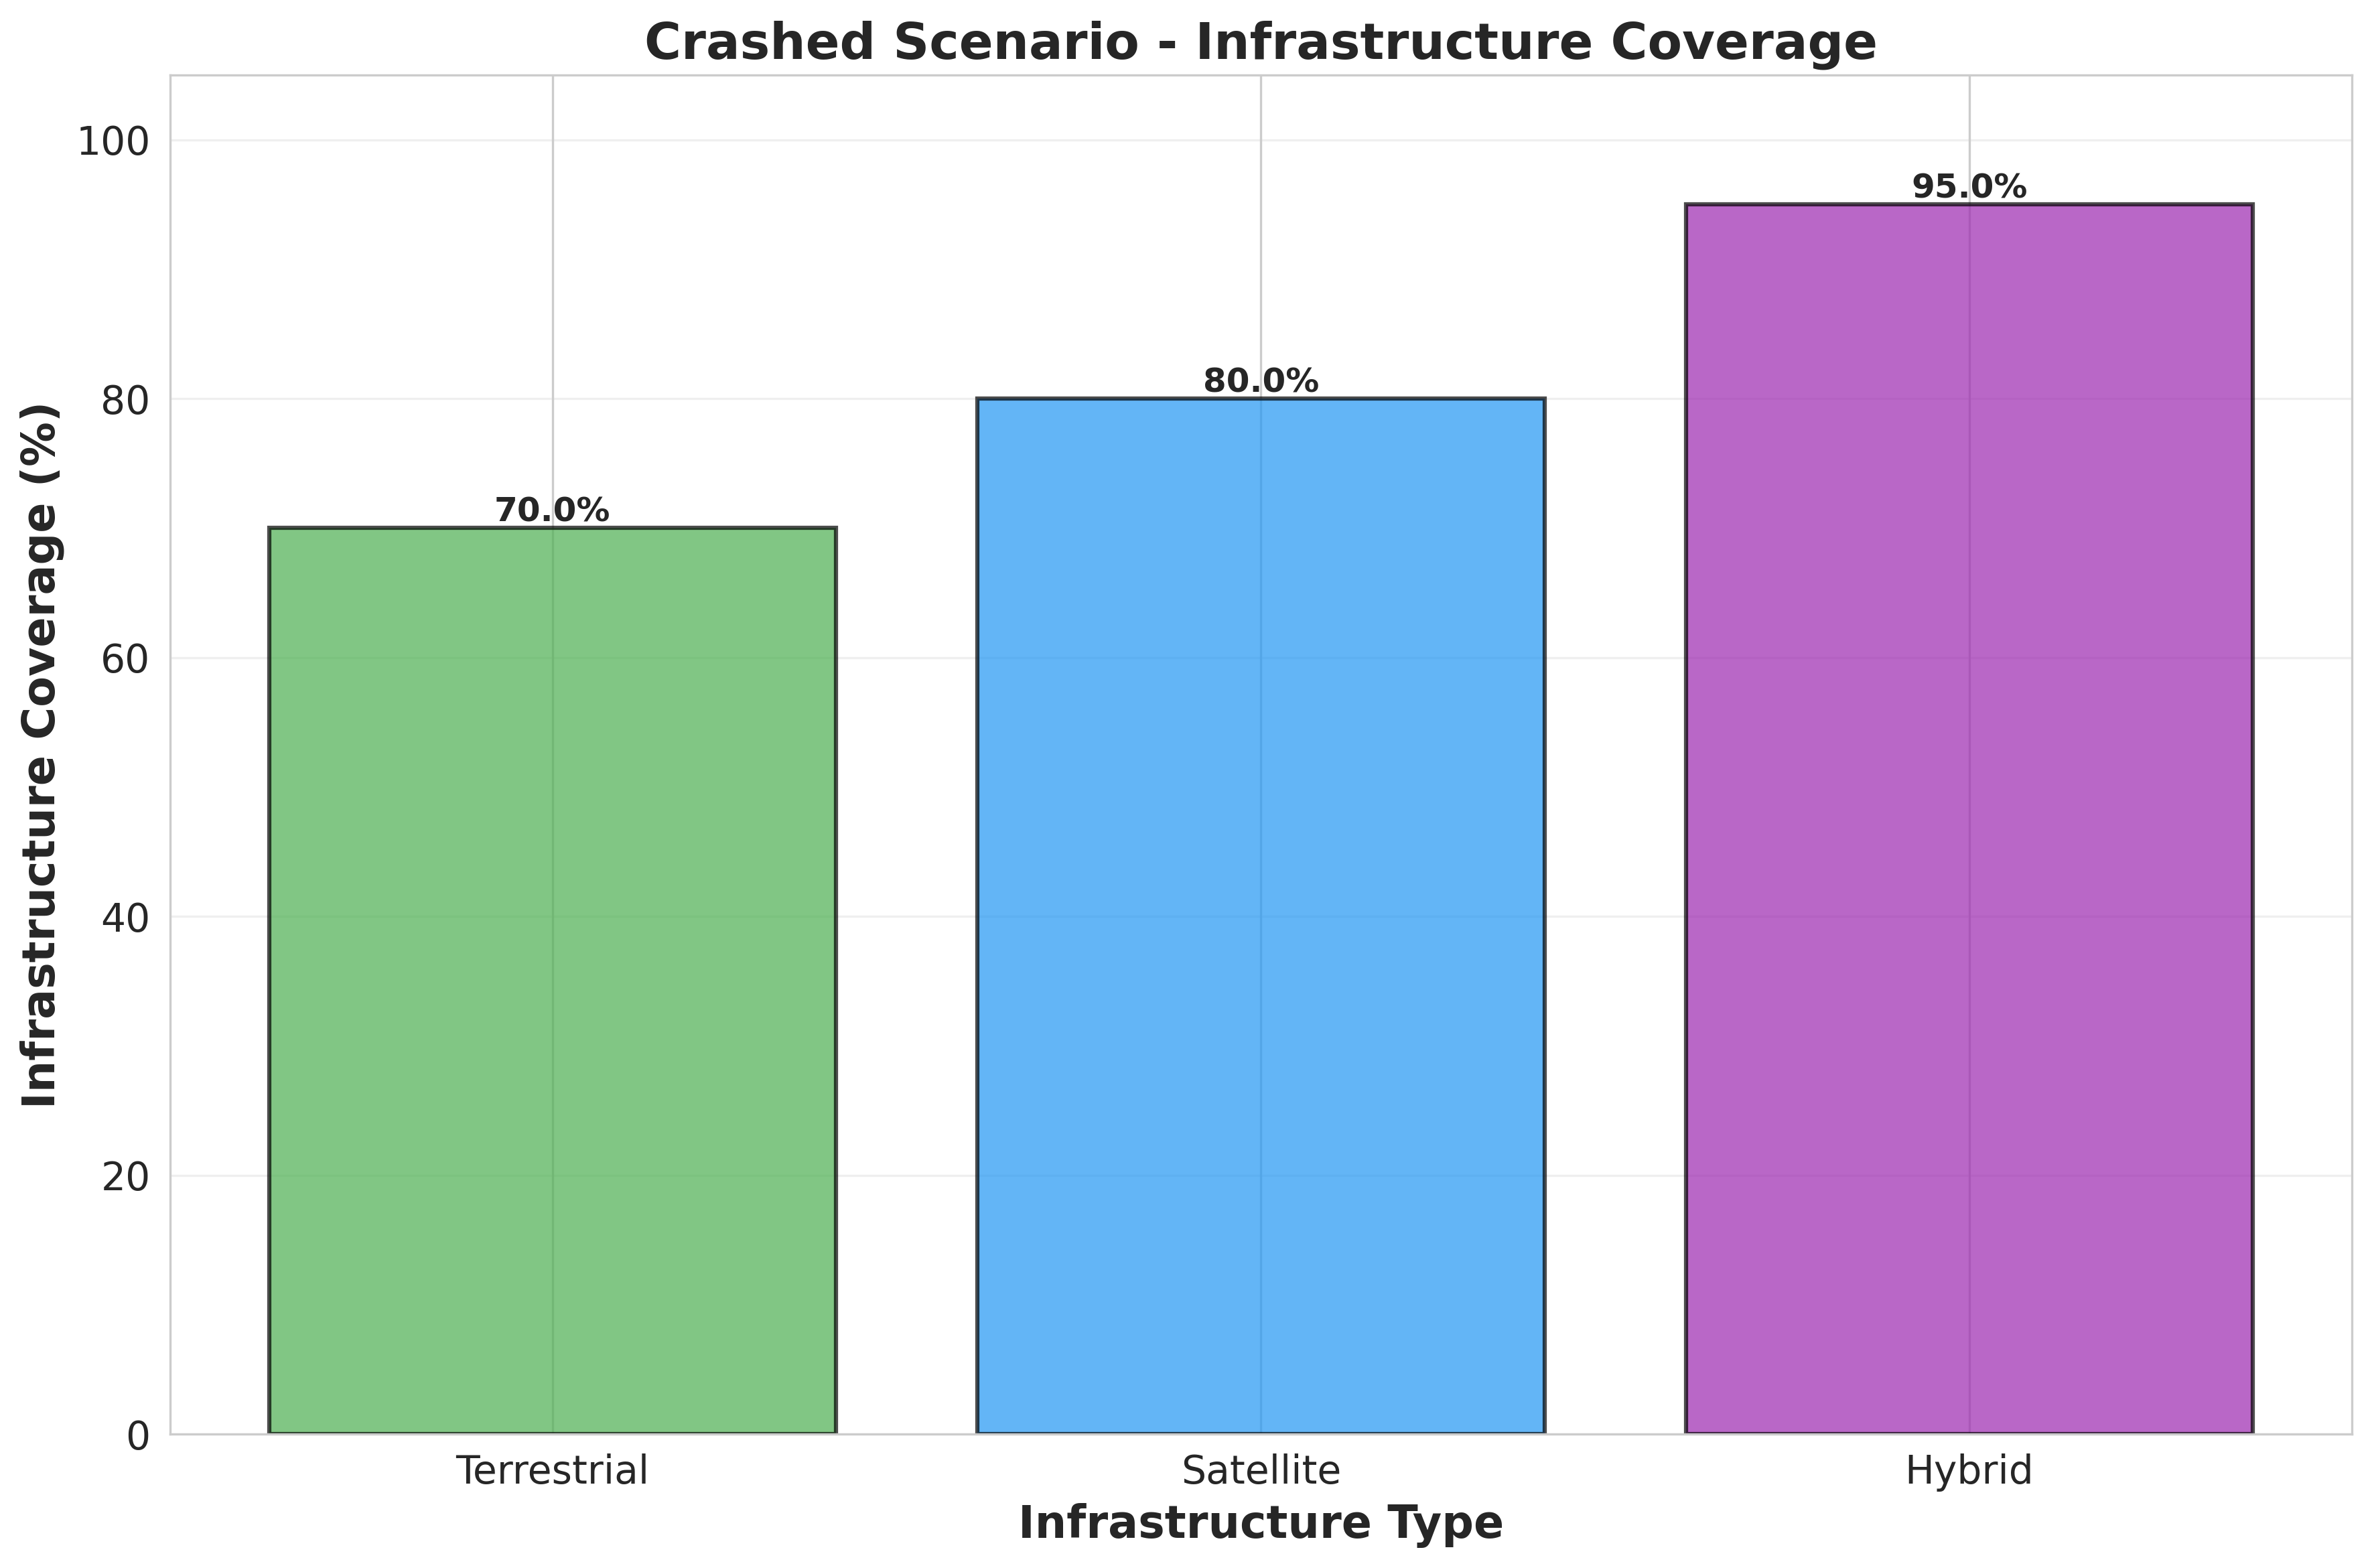 Crashed Scenario - Infrastructure Coverage
Infrastructure Coverage (%)
100
80
60
40
20
0
70.0%
80.0%
95.0%
Terrestrial
Satellite
Hybrid
Infrastructure Type